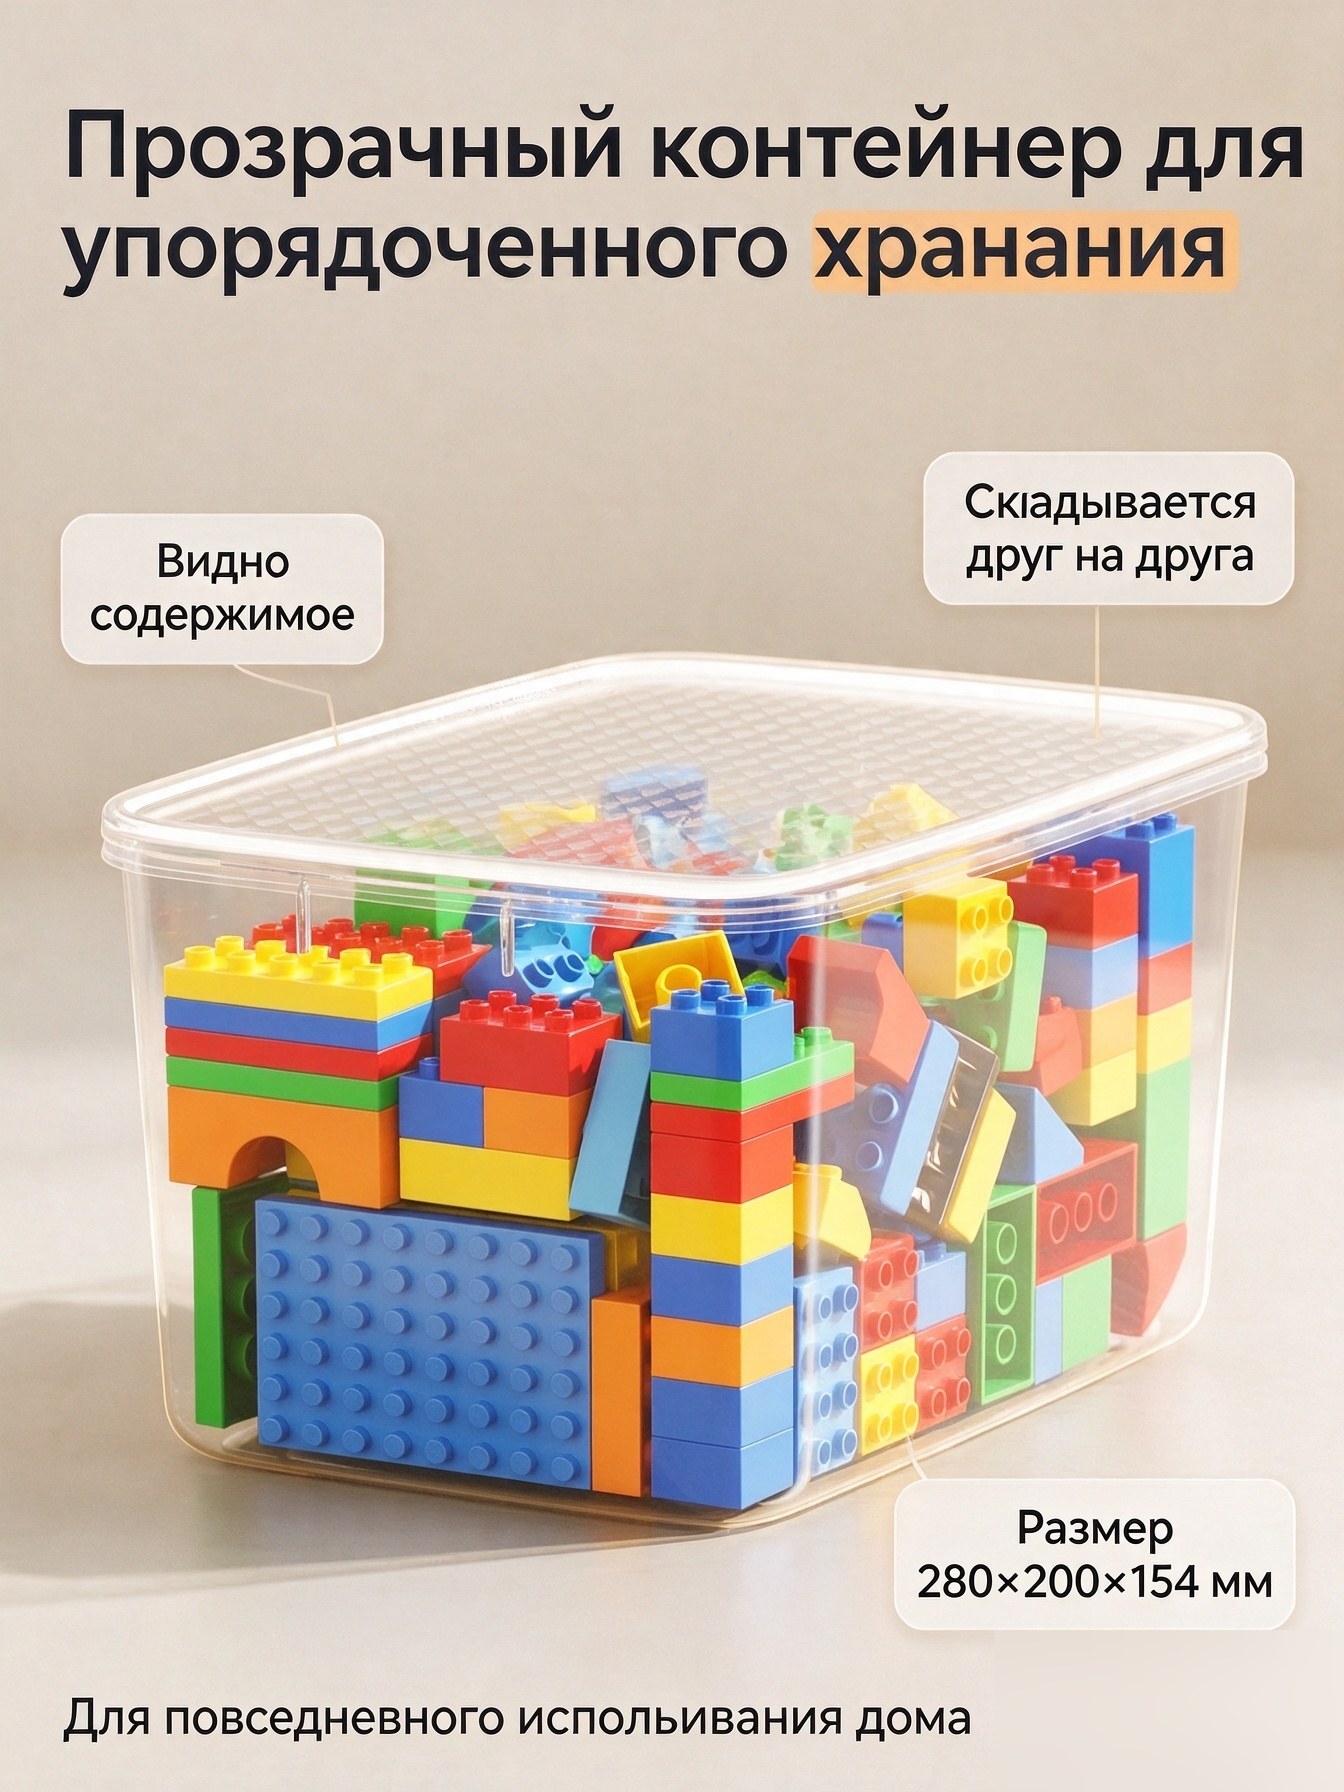 Прозрачный контейнер для
упорядоченного хранания
Скıадывается
друг на друга
Видно
содержимое
Размер
280×200×154 мм
Для повседневного испольивания дома